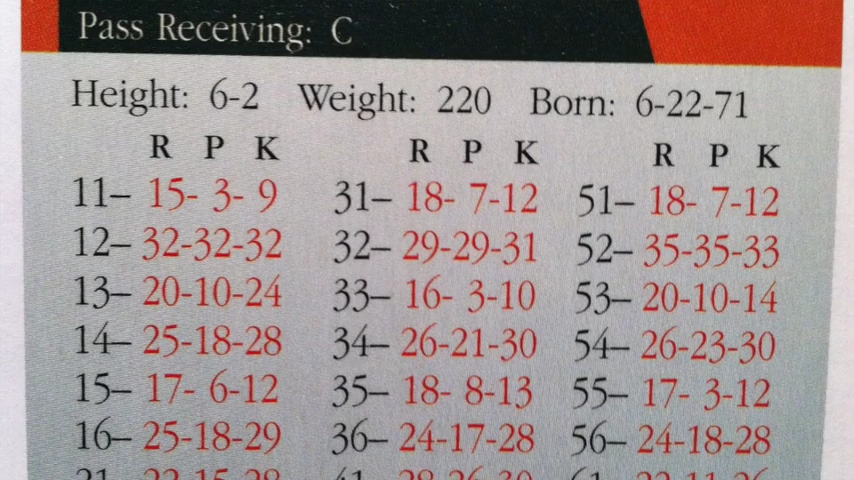 Pass Receiving: C
Height: 6-2 Weight: 220 Born: 6-22-71
R P K R P K R P K
11– 15- 3- 9 31– 18- 7-12 51– 18- 7-12
12– 32-32-32 32– 29-29-31 52– 35-35-33
13– 20-10-24 33– 16- 3-10 53– 20-10-14
14– 25-18-28 34– 26-21-30 54– 26-23-30
15– 17- 6-12 35– 18- 8-13 55– 17- 3-12
16– 25-18-29 36– 24-17-28 56– 24-18-28